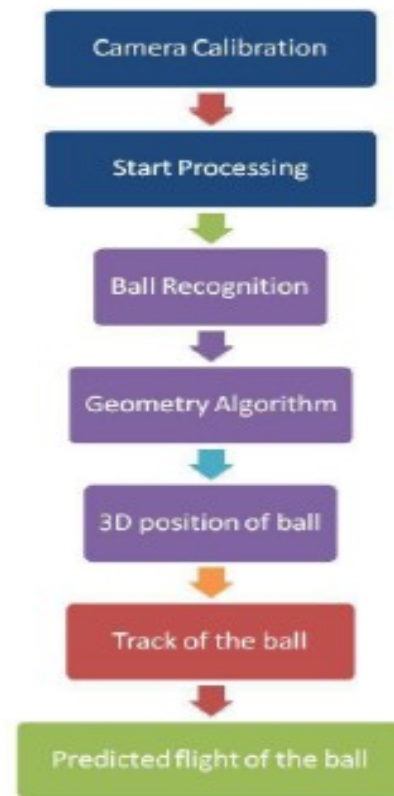 Camera Calibration
Start Processing
Ball Recognition
Geometry Algorithm
3D position of ball
Track of the ball
Predicted flight of the ball